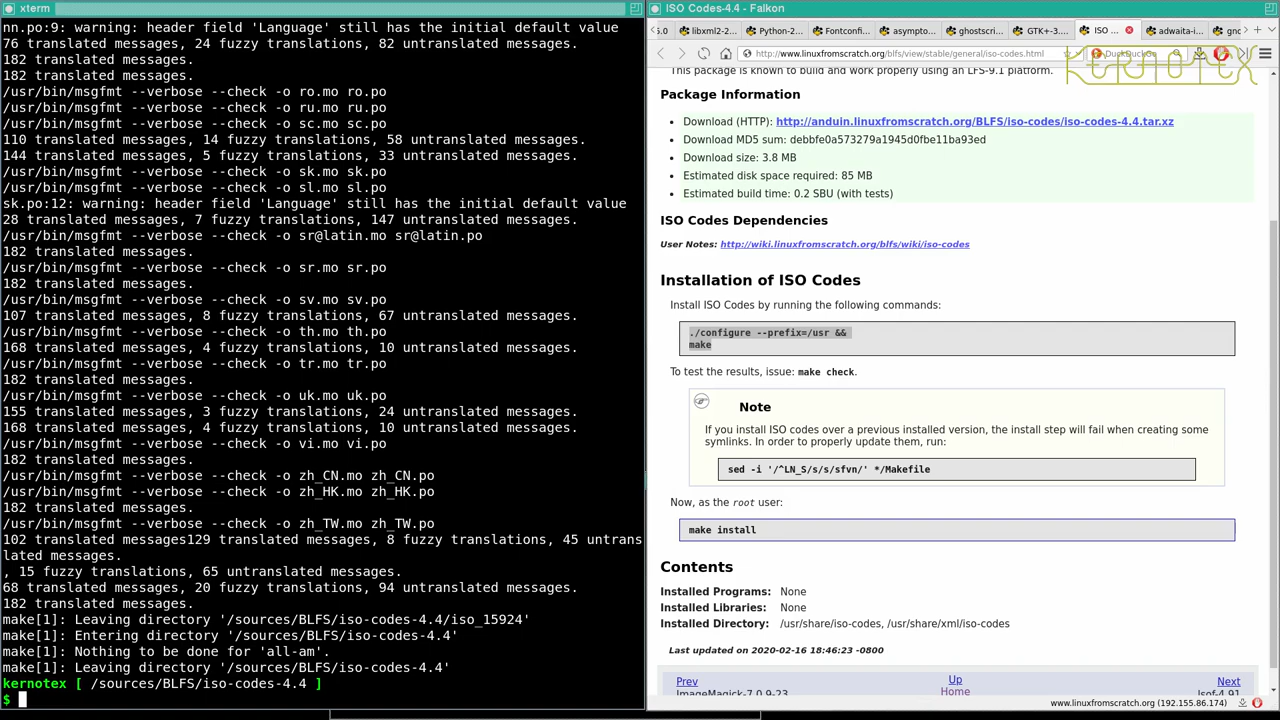 xterm
nn.po:9: warning: header field 'Language' still has the initial default value
76 translated messages, 24 fuzzy translations, 82 untranslated messages.
182 translated messages.
182 translated messages.
/usr/bin/msgfmt --verbose --check -o ro.mo ro.po
/usr/bin/msgfmt --verbose --check -o ru.mo ru.po
/usr/bin/msgfmt --verbose --check -o sc.mo sc.po
110 translated messages, 14 fuzzy translations, 58 untranslated messages.
144 translated messages, 5 fuzzy translations, 33 untranslated messages.
/usr/bin/msgfmt --verbose --check -o sk.mo sk.po
/usr/bin/msgfmt --verbose --check -o sl.mo sl.po
sk.po:12: warning: header field 'Language' still has the initial default value
28 translated messages, 7 fuzzy translations, 147 untranslated messages.
/usr/bin/msgfmt --verbose --check -o sr@latin.mo sr@latin.po
182 translated messages.
/usr/bin/msgfmt --verbose --check -o sr.mo sr.po
182 translated messages.
/usr/bin/msgfmt --verbose --check -o sv.mo sv.po
107 translated messages, 8 fuzzy translations, 67 untranslated messages.
/usr/bin/msgfmt --verbose --check -o th.mo th.po
168 translated messages, 4 fuzzy translations, 10 untranslated messages.
/usr/bin/msgfmt --verbose --check -o tr.mo tr.po
182 translated messages.
/usr/bin/msgfmt --verbose --check -o uk.mo uk.po
155 translated messages, 3 fuzzy translations, 24 untranslated messages.
168 translated messages, 4 fuzzy translations, 10 untranslated messages.
/usr/bin/msgfmt --verbose --check -o vi.mo vi.po
182 translated messages.
/usr/bin/msgfmt --verbose --check -o zh_CN.mo zh_CN.po
/usr/bin/msgfmt --verbose --check -o zh_HK.mo zh_HK.po
182 translated messages.
/usr/bin/msgfmt --verbose --check -o zh_TW.mo zh_TW.po
102 translated messages129 translated messages, 8 fuzzy translations, 45 untrans
lated messages.
, 15 fuzzy translations, 65 untranslated messages.
68 translated messages, 20 fuzzy translations, 94 untranslated messages.
182 translated messages.
make[1]: Leaving directory '/sources/BLFS/iso-codes-4.4/iso_15924'
make[1]: Entering directory '/sources/BLFS/iso-codes-4.4'
make[1]: Nothing to be done for 'all-am'.
make[1]: Leaving directory '/sources/BLFS/iso-codes-4.4'
kernotex [ /sources/BLFS/iso-codes-4.4 ]
$
ISO Codes-4.4 - Falkon
5.0 libxml2-2... Python-2... Fontconfi... asympto... ghostscri... GTK+-3.... ISO ... adwaita-i... gno
http://www.linuxfromscratch.org/blfs/view/stable/general/iso-codes.html DuckDuckGo
KERNOTEX
This package is known to build and work properly using an LFS-9.1 platform.
Package Information
Download (HTTP): http://anduin.linuxfromscratch.org/BLFS/iso-codes/iso-codes-4.4.tar.xz
Download MD5 sum: debbfe0a573279a1945d0fbe11ba93ed
Download size: 3.8 MB
Estimated disk space required: 85 MB
Estimated build time: 0.2 SBU (with tests)
ISO Codes Dependencies
User Notes: http://wiki.linuxfromscratch.org/blfs/wiki/iso-codes
Installation of ISO Codes
Install ISO Codes by running the following commands:
./configure --prefix=/usr &&
make
To test the results, issue: make check.
Note
If you install ISO codes over a previous installed version, the install step will fail when creating some
symlinks. In order to properly update them, run:
sed -i '/^LN_S/s/s/sfvn/' */Makefile
Now, as the root user:
make install
Contents
Installed Programs: None
Installed Libraries: None
Installed Directory: /usr/share/iso-codes, /usr/share/xml/iso-codes
Last updated on 2020-02-16 18:46:23 -0800
Prev Up Next
ImageMagick-7.0.9-23 Home lsof-4.91
www.linuxfromscratch.org (192.155.86.174)